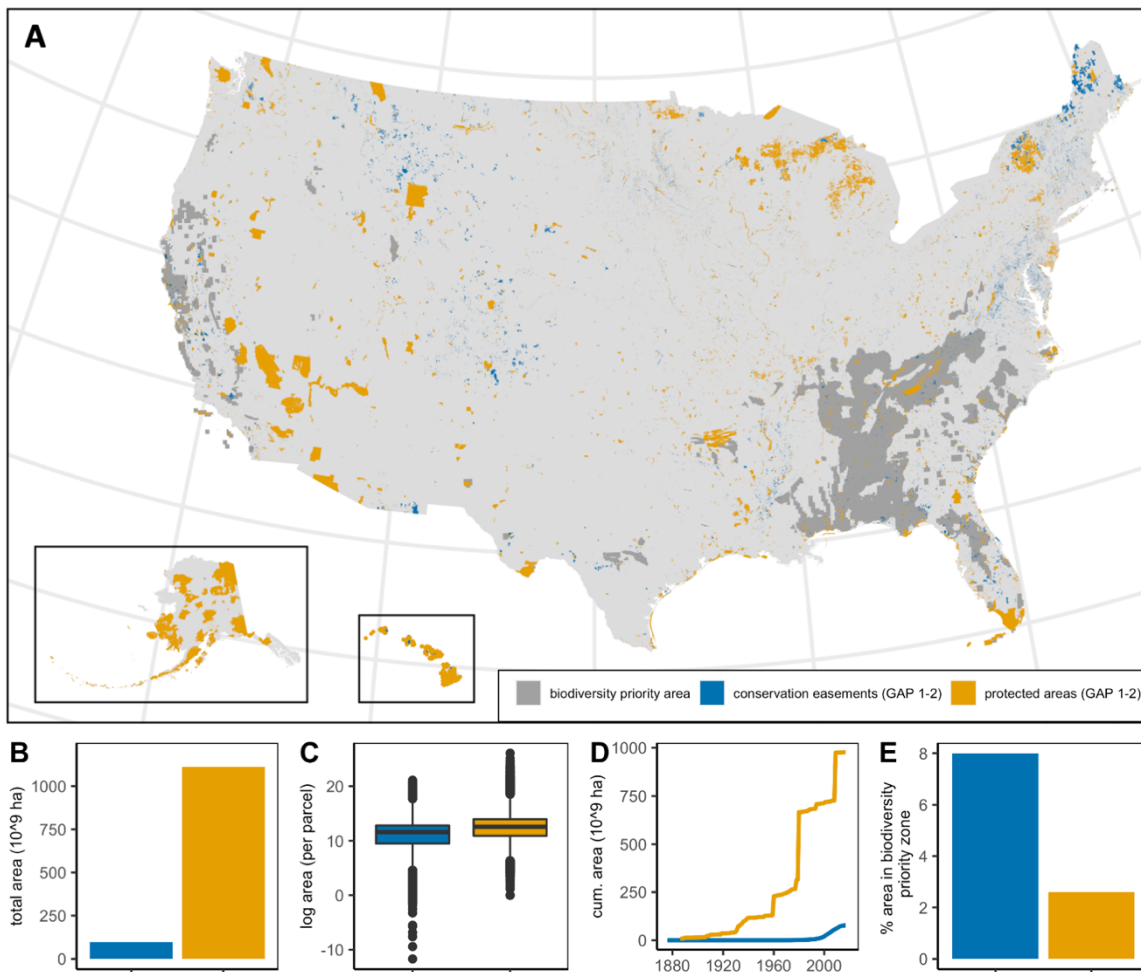 A
biodiversity priority area
conservation easements (GAP 1-2)
protected areas (GAP 1-2)
B
total area (10^9 ha)
1000
750
500
250
0
C
log area (per parcel)
20
10
0
-10
D
cum. area (10^9 ha)
1000
750
500
250
0
1880
1920
1960
2000
E
% area in biodiversity
priority zone
8
6
4
2
0